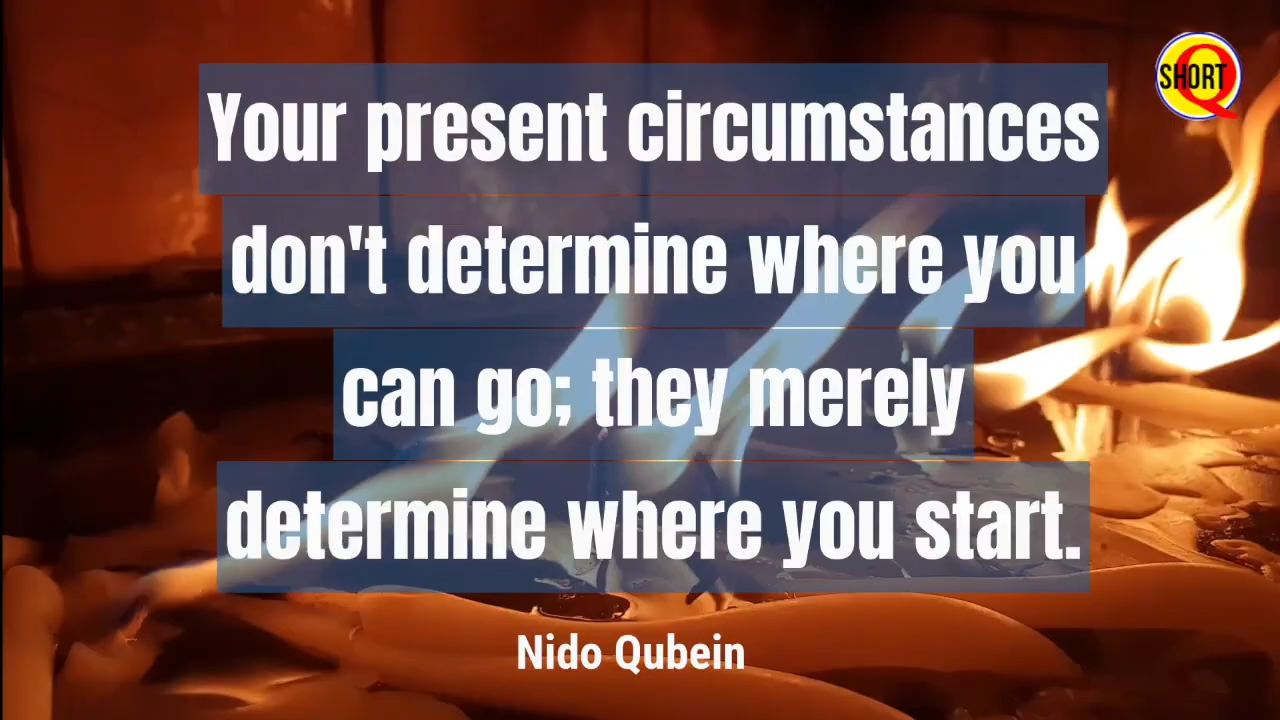 SHORT
Your present circumstances
don't determine where you
can go; they merely
determine where you start.
Nido Qubein